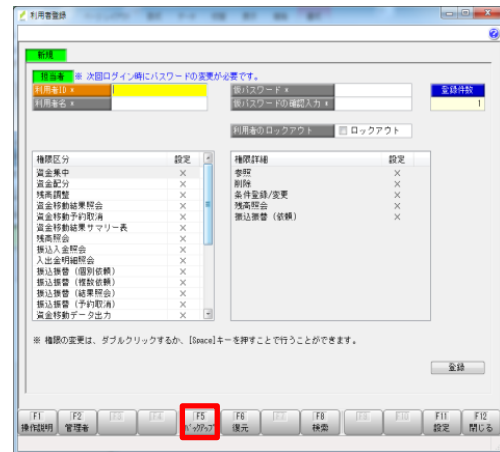 利用者登録
新規
担当者 ※ 次回ログイン時にパスワードの変更が必要です。
利用者ID * 仮パスワード * 登録件数
利用者名 * 仮パスワードの確認入力 * 1
利用者のロックアウト ロックアウト
権限区分 設定 権限詳細 設定
資金集中 × 参照 ×
資金配分 × 削除 ×
残高調整 × 条件登録/変更 ×
資金移動結果照会 × 残高照会 ×
資金移動予約取消 × 振込振替（依頼） ×
資金移動結果サマリー表 ×
残高照会 ×
振込入金照会 ×
入出金明細照会 ×
振込振替（個別依頼） ×
振込振替（複数依頼） ×
振込振替（結果照会） ×
振込振替（予約取消） ×
資金移動データ出力 ×
※ 権限の変更は、ダブルクリックするか、[Space]キーを押すことで行うことができます。
登録
F1 F2 F3 F4 F5 F6 F7 F8 F9 F10 F11 F12
操作説明 管理者 ﾊﾞｯｸｱｯﾌﾟ 復元 検索 設定 閉じる